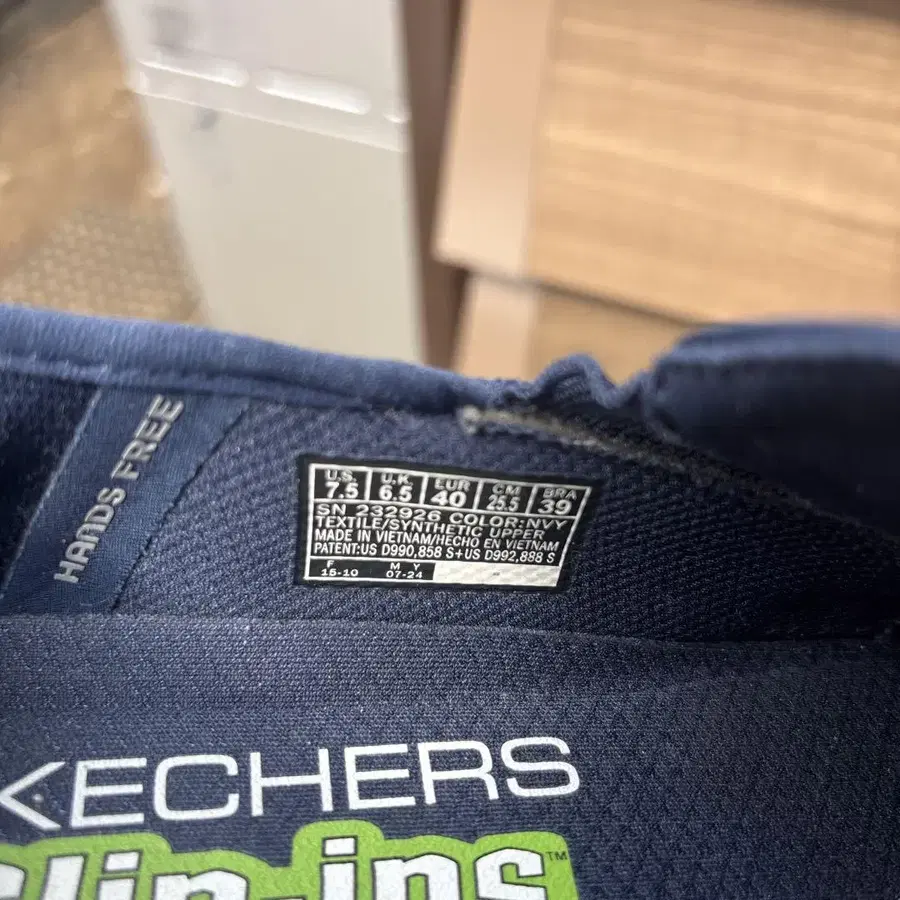 HANDS FREE
U.S. U.K. EUR CM BRA
7.5 6.5 40 25.5 39
SN 232926 COLOR:NVY
TEXTILE/SYNTHETIC UPPER
MADE IN VIETNAM/HECHO EN VIETNAM
PATENT:US D990,858 S+US D992,888 S
F M Y
15-10 07-24
KECHERS
Slip-ins™